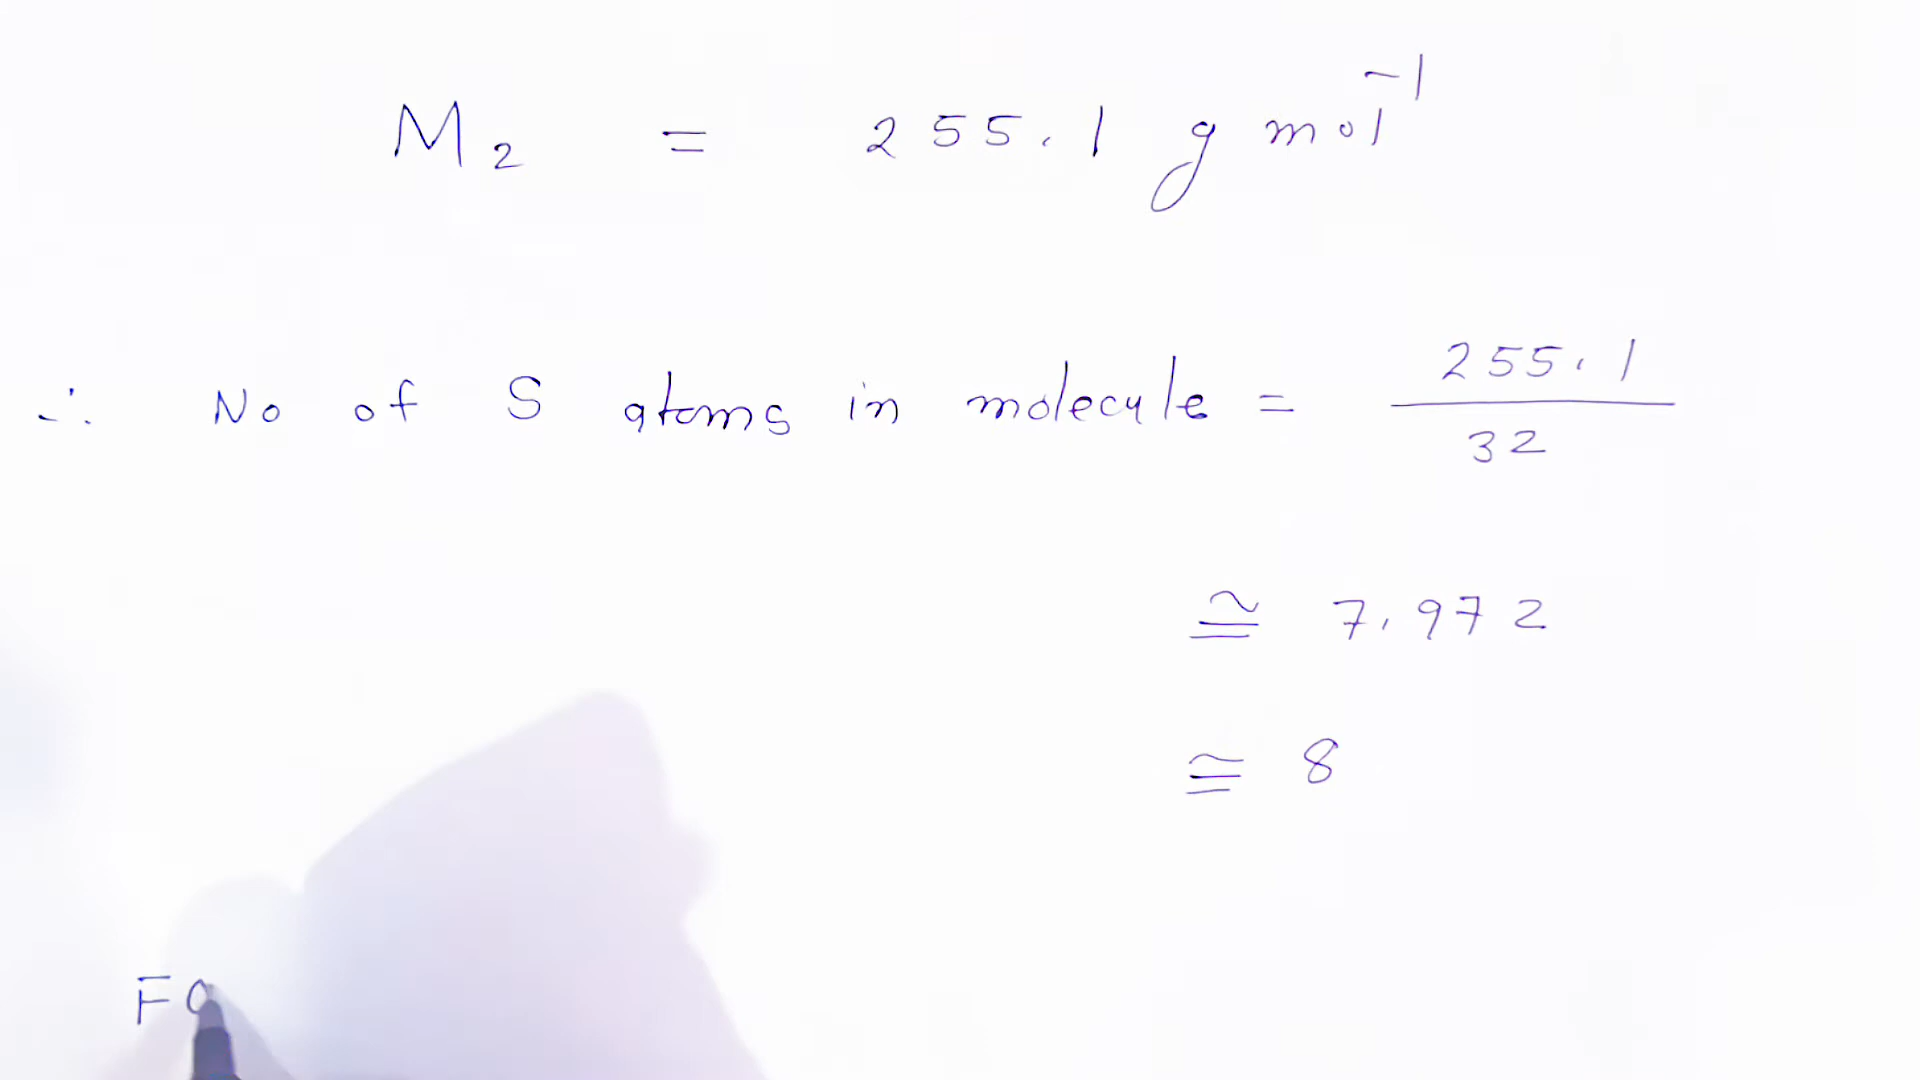 M₂ = 255.1 g mol⁻¹
∴ No of S atoms in molecule = 255.1 / 32
≅ 7.972
≅ 8
Fo